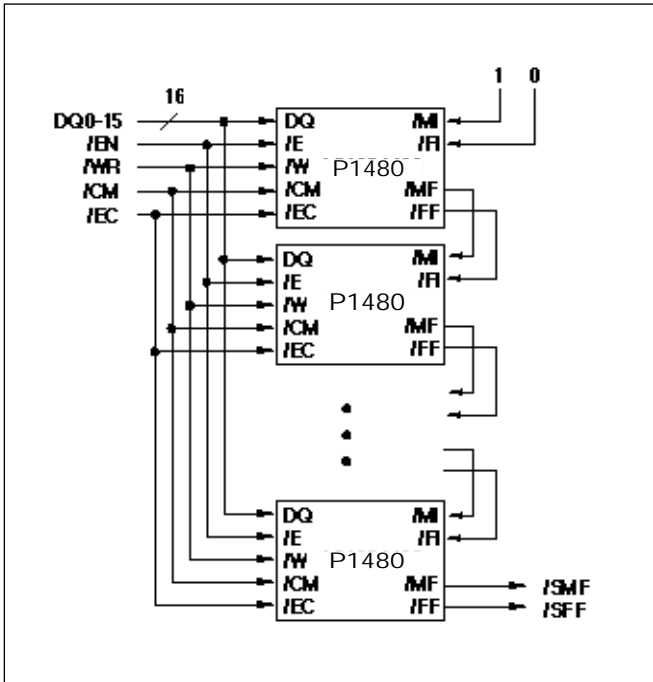 1 0
16
DQ0-15
/EN
/WR
/CM
/EC
DQ /MI
/E /FI
P1480
/W
/CM /MF
/EC /FF
DQ /MI
/E /FI
P1480
/W
/CM /MF
/EC /FF
DQ /MI
/E /FI
P1480
/W
/CM /MF /SMF
/EC /FF /SFF